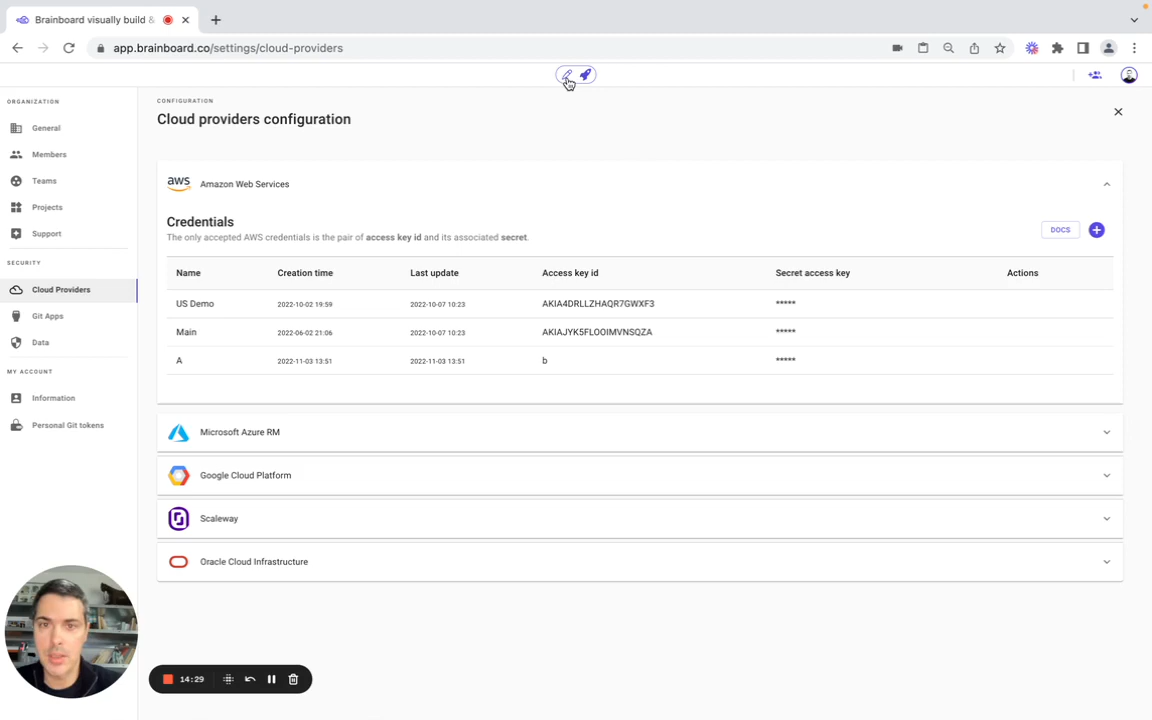 Brainboard visually build &
app.brainboard.co/settings/cloud-providers
ORGANIZATION
General
Members
Teams
Projects
Support
SECURITY
Cloud Providers
Git Apps
Data
MY ACCOUNT
Information
Personal Git tokens
CONFIGURATION
Cloud providers configuration
aws Amazon Web Services
Credentials
The only accepted AWS credentials is the pair of access key id and its associated secret.
DOCS
Name Creation time Last update Access key id Secret access key Actions
US Demo 2022-10-02 19:59 2022-10-07 10:23 AKIA4DRLLZHAQR7GWXF3 *****
Main 2022-06-02 21:06 2022-10-07 10:23 AKIAJYK5FLOOIMVNSQZA *****
A 2022-11-03 13:51 2022-11-03 13:51 b *****
Microsoft Azure RM
Google Cloud Platform
Scaleway
Oracle Cloud Infrastructure
14:29